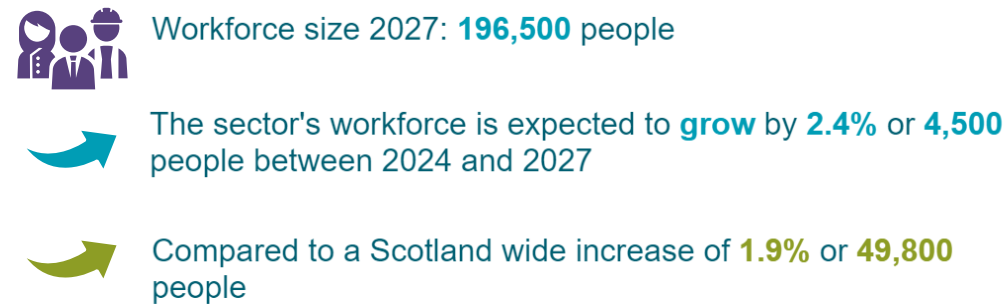 Workforce size 2027: 196,500 people
The sector's workforce is expected to grow by 2.4% or 4,500
people between 2024 and 2027
Compared to a Scotland wide increase of 1.9% or 49,800
people